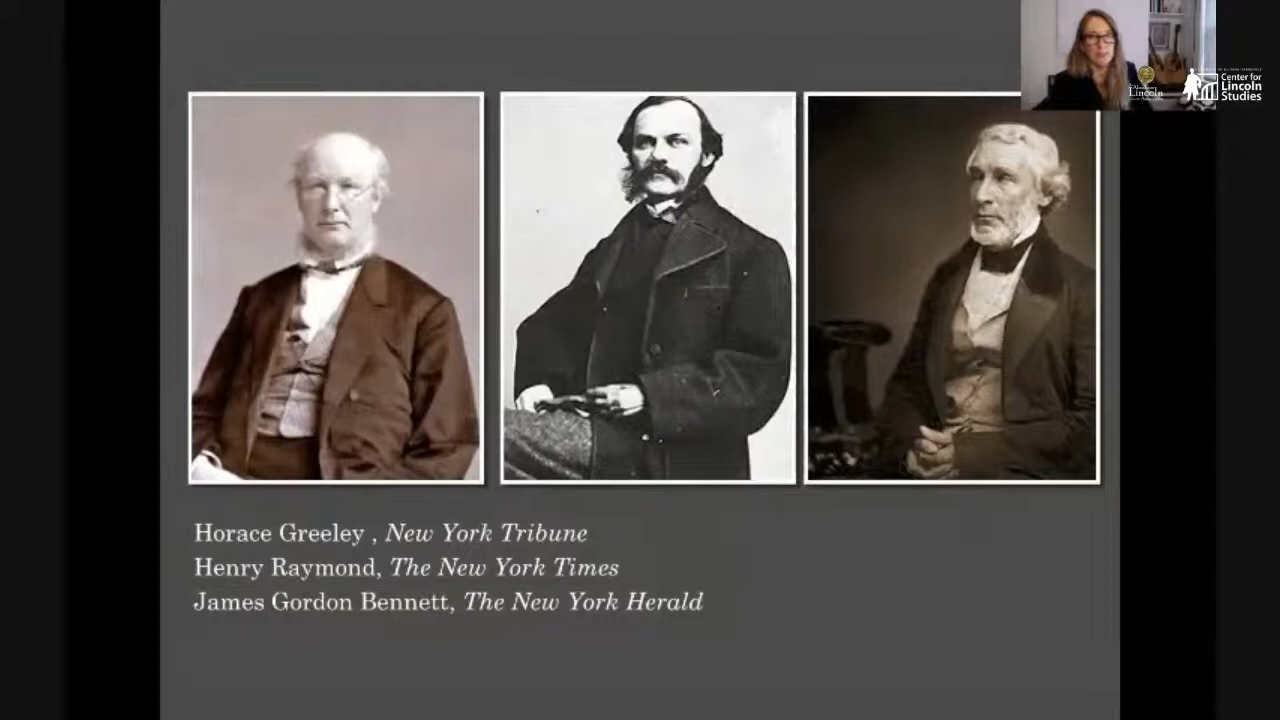 Lincoln
Center for
Lincoln
Studies
Horace Greeley , New York Tribune
Henry Raymond, The New York Times
James Gordon Bennett, The New York Herald